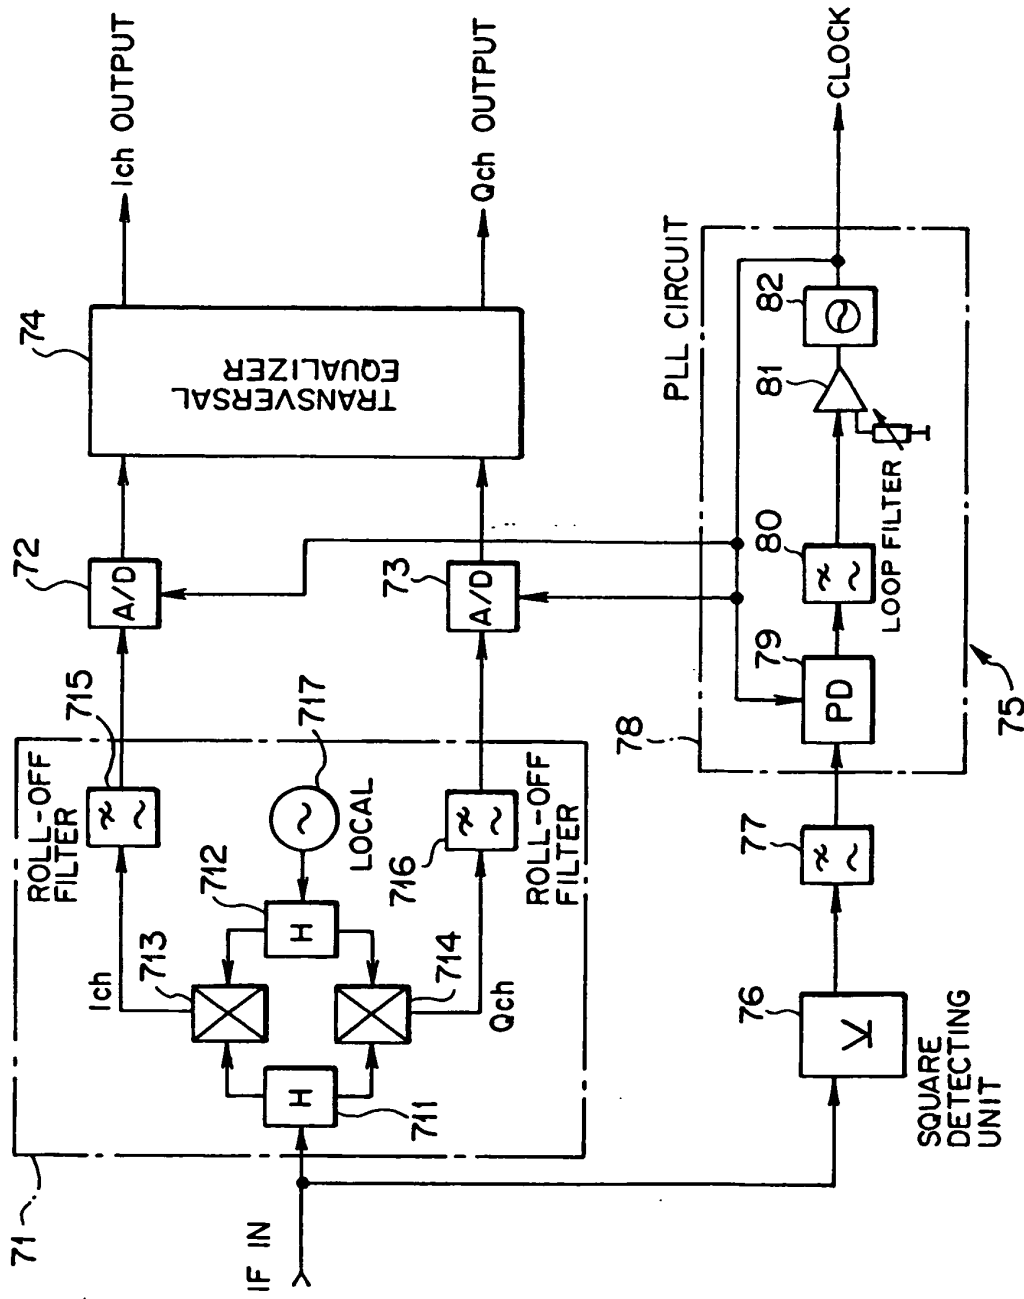 71
IF IN
ROLL-OFF
FILTER
715
Ich
713
712
H
H
711
714
Qch
717
LOCAL
716
ROLL-OFF
FILTER
72
A/D
73
A/D
74
TRANSVERSAL
EQUALIZER
Ich OUTPUT
Qch OUTPUT
SQUARE
DETECTING
UNIT
76
77
78
PLL CIRCUIT
79
PD
80
LOOP FILTER
81
82
75
CLOCK